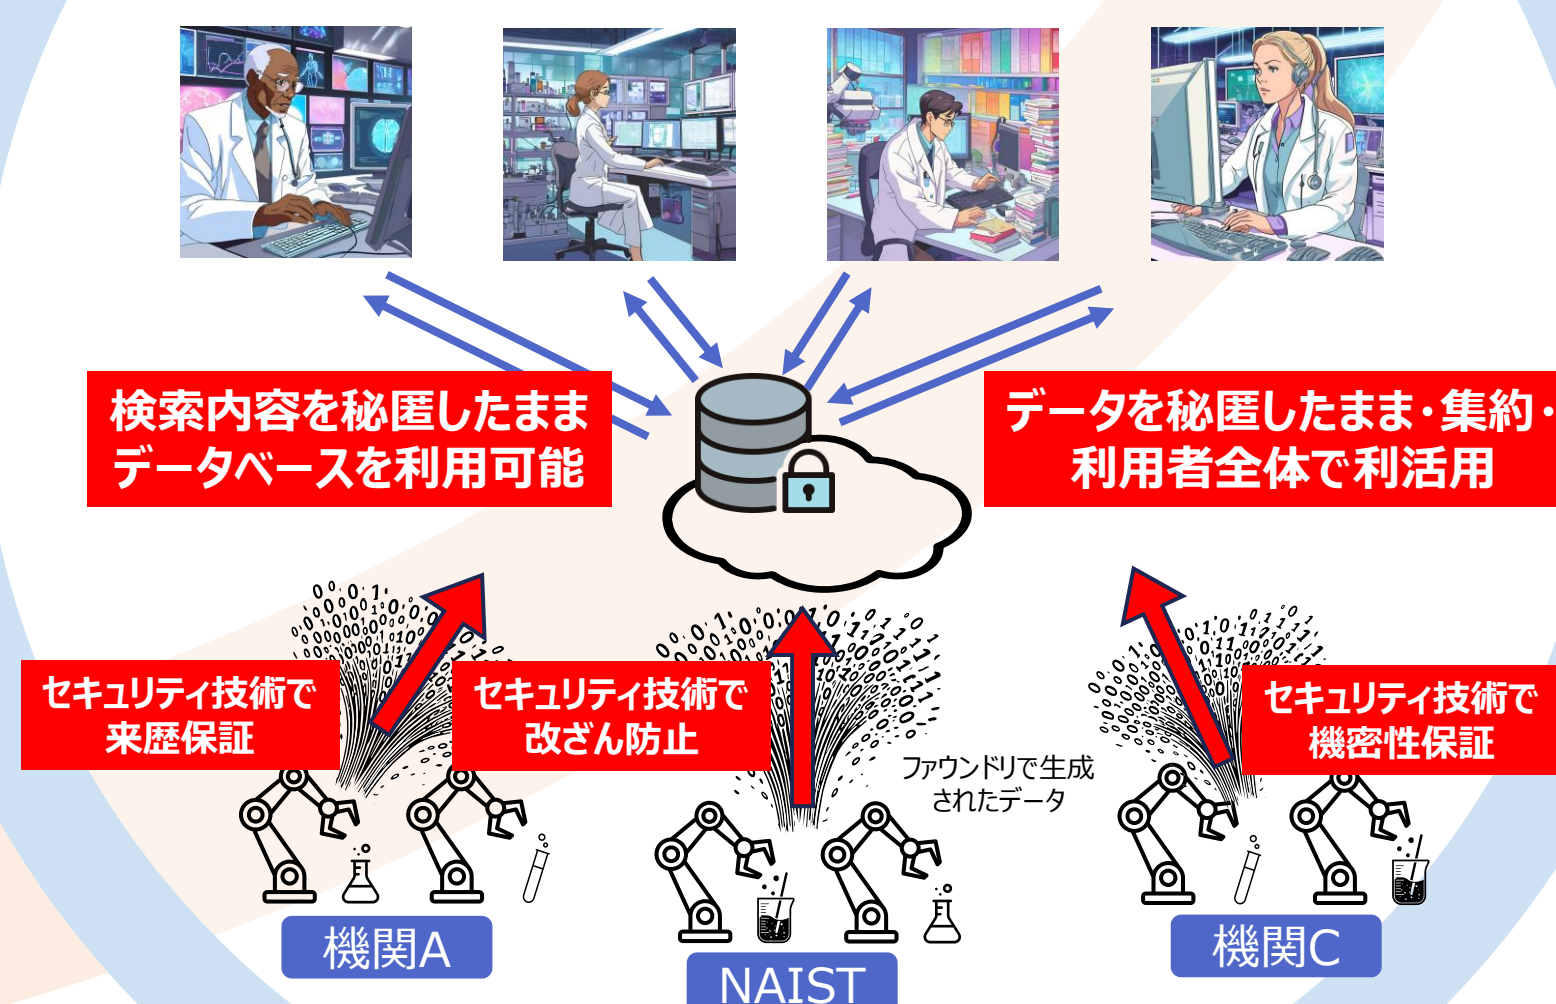 検索内容を秘匿したまま
データベースを利用可能
データを秘匿したまま・集約・
利用者全体で利活用
セキュリティ技術で
来歴保証
セキュリティ技術で
改ざん防止
セキュリティ技術で
機密性保証
ファウンドリで生成
されたデータ
機関A
NAIST
機関C